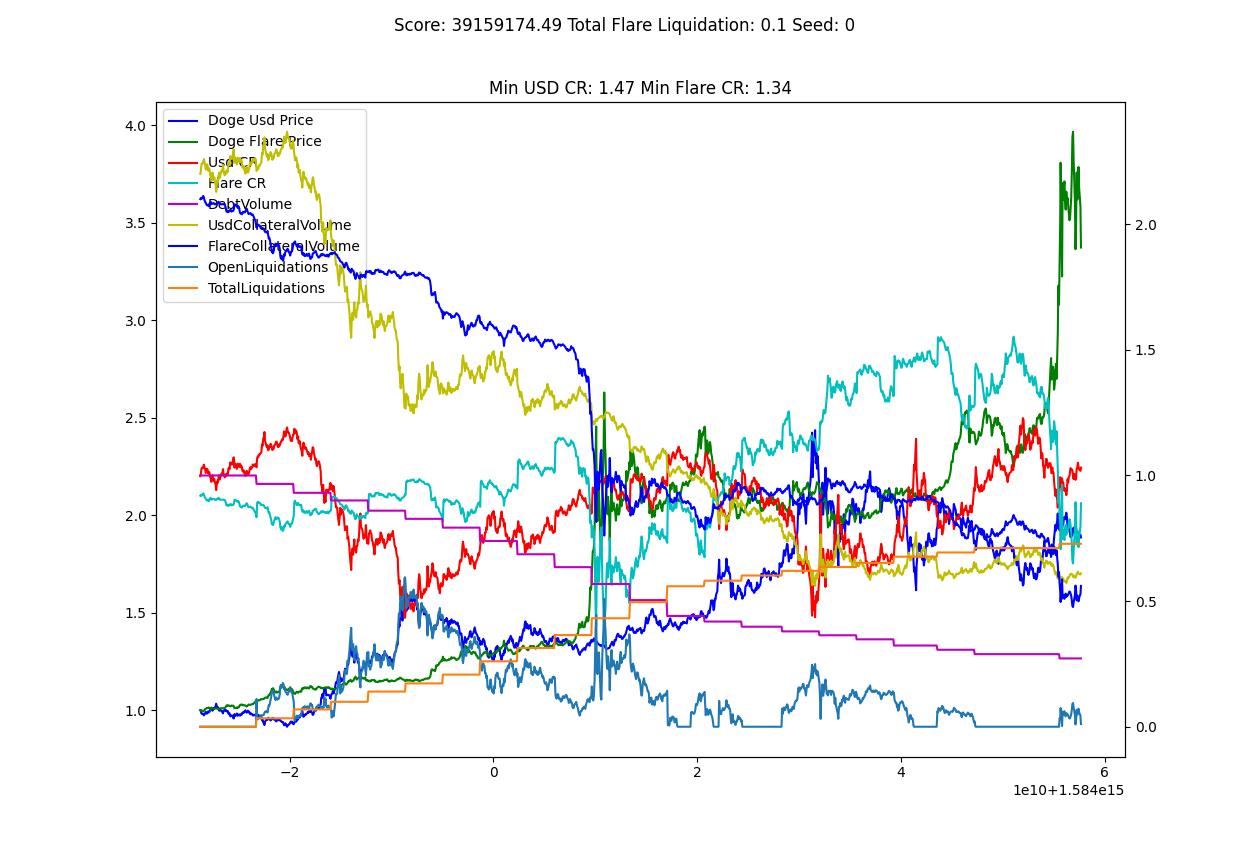 Score: 39159174.49 Total Flare Liquidation: 0.1 Seed: 0
Min USD CR: 1.47 Min Flare CR: 1.34
Doge Usd Price
Doge Flare Price
Usd CR
Flare CR
DebtVolume
UsdCollateralVolume
FlareCollateralVolume
OpenLiquidations
TotalLiquidations
4.0
3.5
3.0
2.5
2.0
1.5
1.0
2.0
1.5
1.0
0.5
0.0
−2
0
2
4
6
1e10+1.584e15